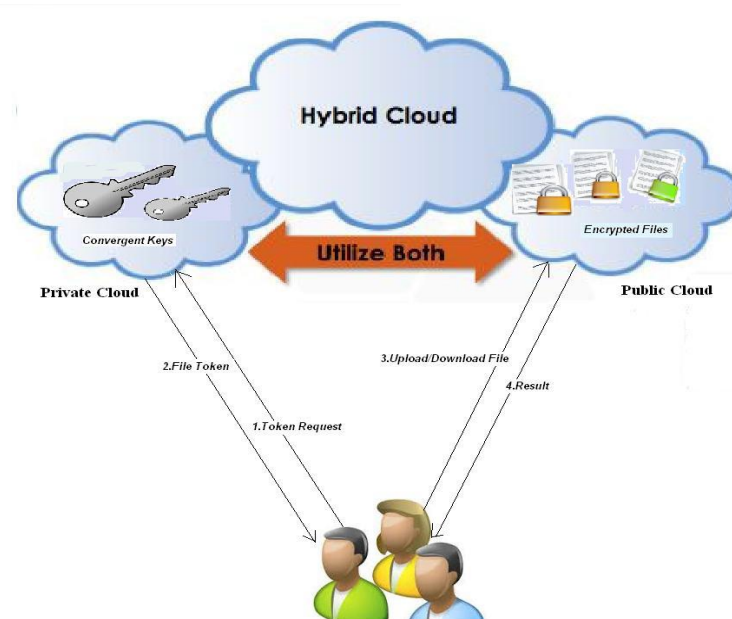 Hybrid Cloud
Convergent Keys
Encrypted Files
Utilize Both
Private Cloud
Public Cloud
2.File Token
3.Upload/Download File
4.Result
1.Token Request